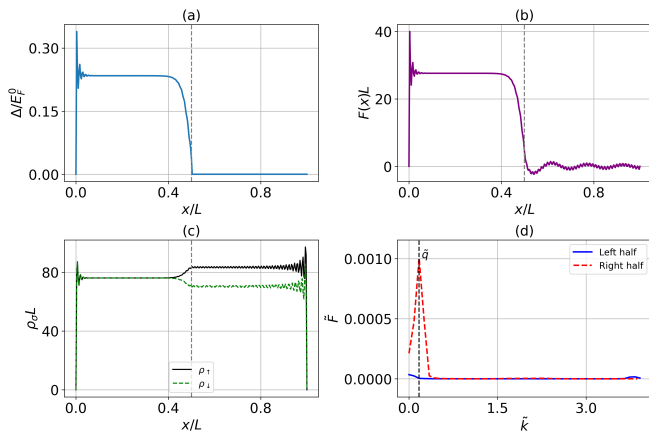 (a)
0.30
0.15
0.00
Δ/E_F^0
0.0
0.4
0.8
x/L
(b)
40
20
0
F(x)L
0.0
0.4
0.8
x/L
(c)
80
40
0
ρ_σL
ρ↑
ρ↓
0.0
0.4
0.8
x/L
(d)
0.0010
0.0005
0.0000
F̃
q̃
Left half
Right half
0.0
1.5
3.0
k̃